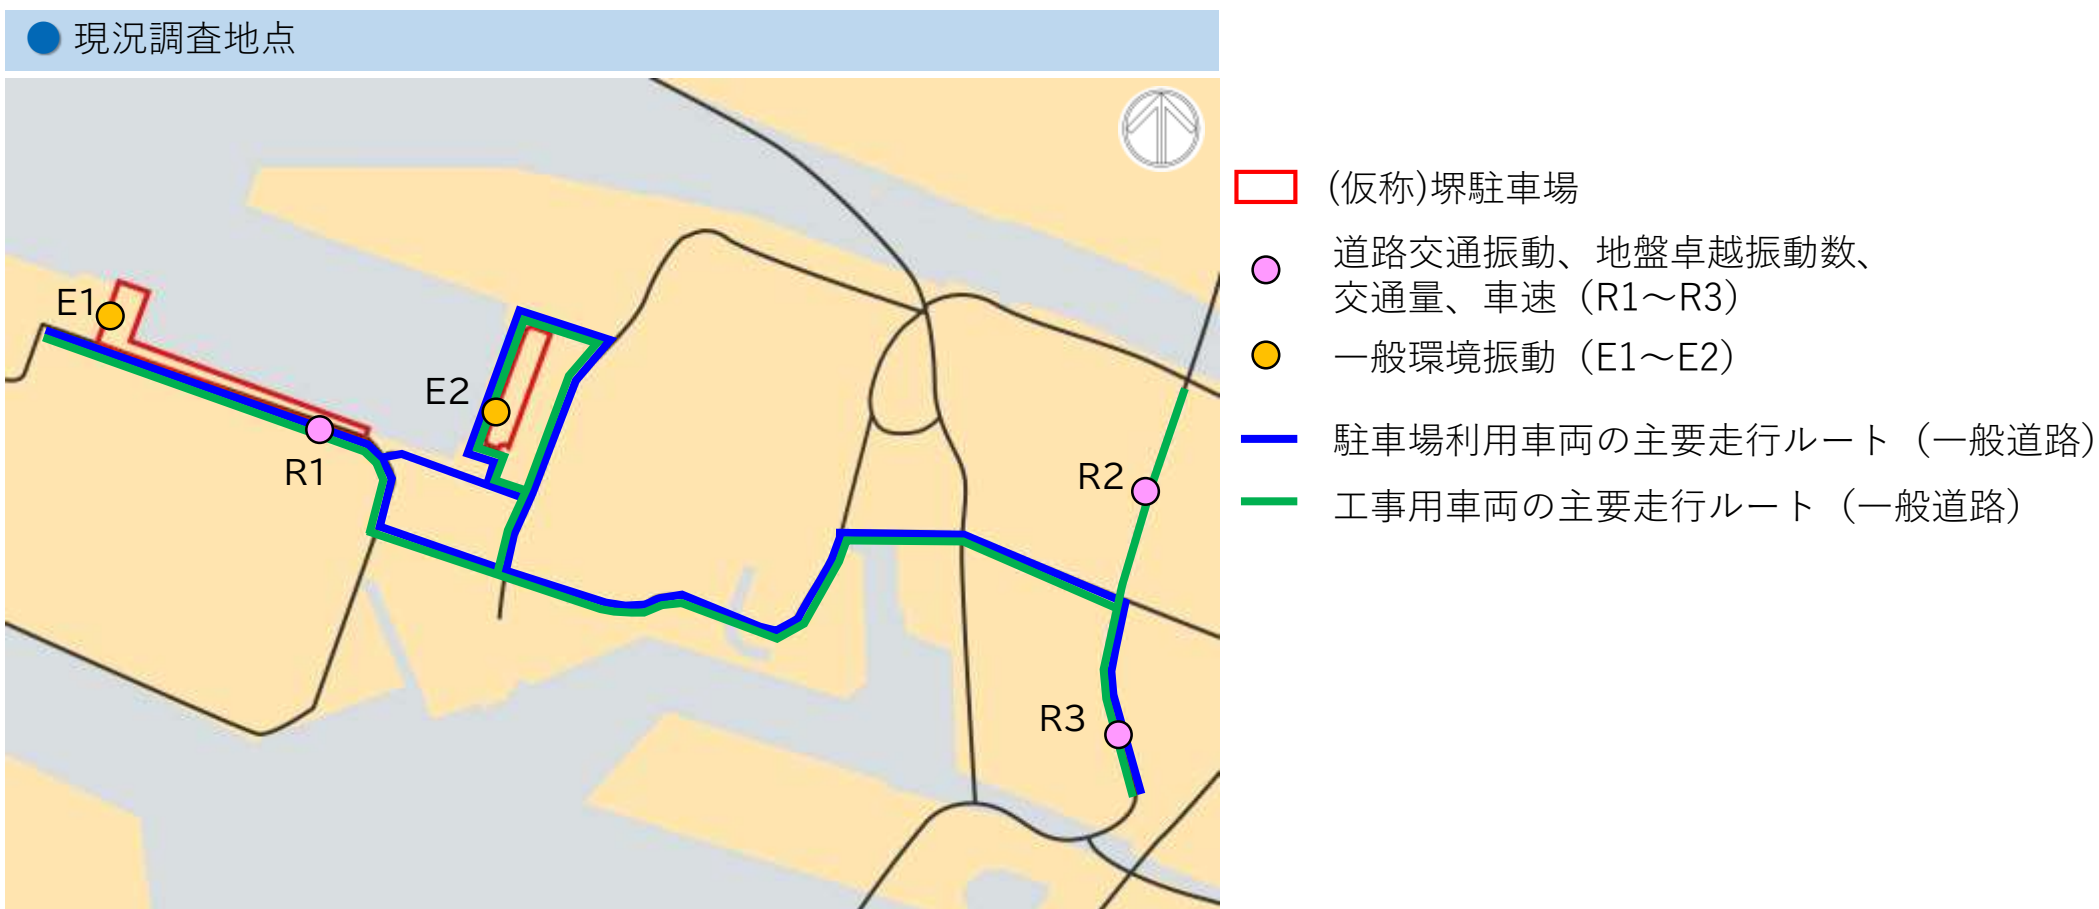 現況調査地点
E1
E2
R1
R2
R3
(仮称)堺駐車場
道路交通振動、地盤卓越振動数、
交通量、車速（R1～R3）
一般環境振動（E1～E2）
駐車場利用車両の主要走行ルート（一般道路）
工事用車両の主要走行ルート（一般道路）